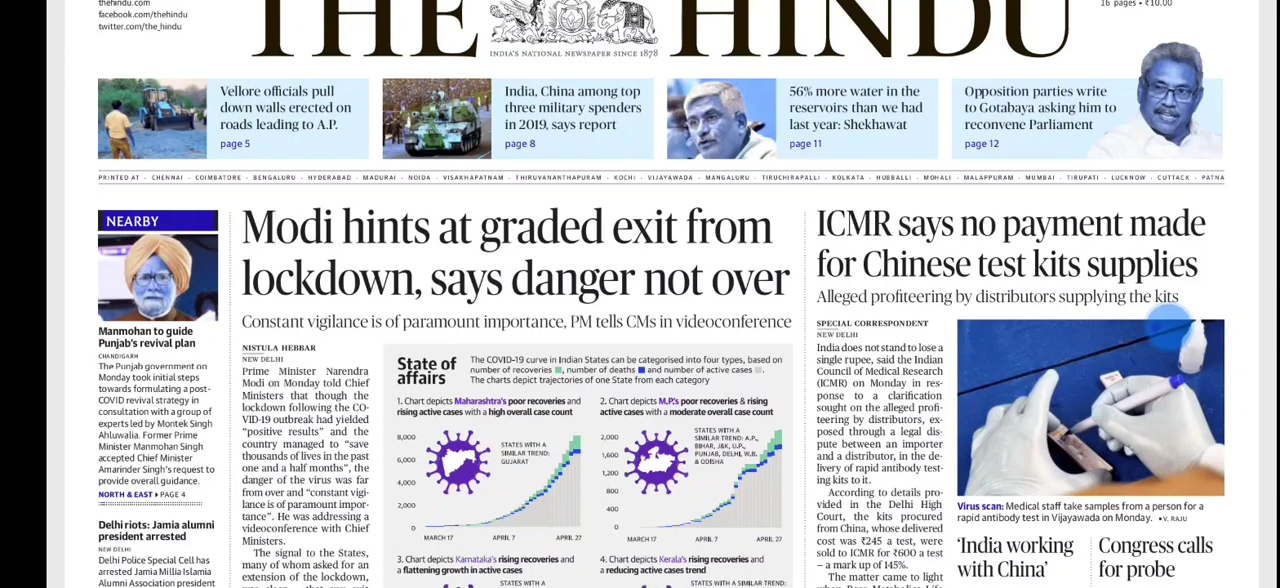 thehindu.com
facebook.com/thehindu
twitter.com/the_hindu
THE HINDU
INDIA'S NATIONAL NEWSPAPER SINCE 1878
16 pages • ₹10.00
Vellore officials pull
down walls erected on
roads leading to A.P.
page 5
India, China among top
three military spenders
in 2019, says report
page 8
56% more water in the
reservoirs than we had
last year: Shekhawat
page 11
Opposition parties write
to Gotabaya asking him to
reconvene Parliament
page 12
PRINTED AT · CHENNAI · COIMBATORE · BENGALURU · HYDERABAD · MADURAI · NOIDA · VISAKHAPATNAM · THIRUVANANTHAPURAM · KOCHI · VIJAYAWADA · MANGALURU · TIRUCHIRAPALLI · KOLKATA · HUBBALLI · MOHALI · MALAPPURAM · MUMBAI · TIRUPATI · LUCKNOW · CUTTACK · PATNA
NEARBY
Manmohan to guide
Punjab's revival plan
CHANDIGARH
The Punjab government on
Monday took initial steps
towards formulating a post-
COVID revival strategy in
consultation with a group of
experts led by Montek Singh
Ahluwalia. Former Prime
Minister Manmohan Singh
accepted Chief Minister
Amarinder Singh's request to
provide overall guidance.
NORTH & EAST ▸ PAGE 4
Delhi riots: Jamia alumni
president arrested
NEW DELHI
Delhi Police Special Cell has
arrested Jamia Millia Islamia
Alumni Association president
Modi hints at graded exit from
lockdown, says danger not over
Constant vigilance is of paramount importance, PM tells CMs in videoconference
NISTULA HEBBAR
NEW DELHI
Prime Minister Narendra
Modi on Monday told Chief
Ministers that though the
lockdown following the CO-
VID-19 outbreak had yielded
"positive results" and the
country managed to "save
thousands of lives in the past
one and a half months", the
danger of the virus was far
from over and "constant vigi-
lance is of paramount impor-
tance". He was addressing a
videoconference with Chief
Ministers.
The signal to the States,
many of whom asked for an
extension of the lockdown,
State of
affairs
The COVID-19 curve in Indian States can be categorised into four types, based on
number of recoveries , number of deaths and number of active cases .
The charts depict trajectories of one State from each category
1. Chart depicts Maharashtra's poor recoveries and
rising active cases with a high overall case count
8,000
6,000
4,000
2,000
0
STATES WITH A
SIMILAR TREND:
GUJARAT
MARCH 17 APRIL 7 APRIL 27
2. Chart depicts M.P.'s poor recoveries & rising
active cases with a moderate overall case count
2,000
1,600
1,200
800
400
0
STATES WITH A
SIMILAR TREND: A.P.,
BIHAR, J&K, U.P.,
PUNJAB, DELHI, W.B.
& ODISHA
MARCH 17 APRIL 7 APRIL 27
3. Chart depicts Karnataka's rising recoveries and
a flattening growth in active cases
4. Chart depicts Kerala's rising recoveries and
a reducing active cases trend
STATES WITH A
STATES WITH A SIMILAR TREND:
ICMR says no payment made
for Chinese test kits supplies
Alleged profiteering by distributors supplying the kits
SPECIAL CORRESPONDENT
NEW DELHI
India does not stand to lose a
single rupee, said the Indian
Council of Medical Research
(ICMR) on Monday in res-
ponse to a clarification
sought on the alleged profi-
teering by distributors, ex-
posed through a legal dis-
pute between an importer
and a distributor, in the de-
livery of rapid antibody test-
ing kits to it.
According to details pro-
vided in the Delhi High
Court, the kits procured
from China, whose delivered
cost was ₹245 a test, were
sold to ICMR for ₹600 a test
– a mark up of 145%.
The matter came to light
Virus scan: Medical staff take samples from a person for a
rapid antibody test in Vijayawada on Monday. ▪ V. RAJU
'India working
with China'
Congress calls
for probe